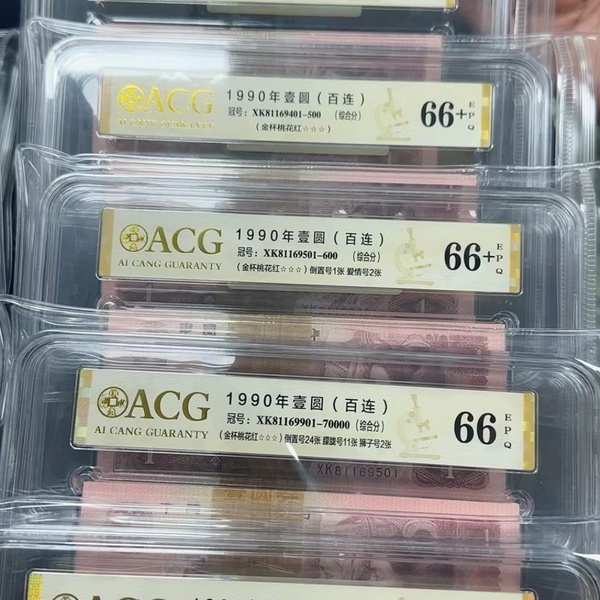 ACG
AI CANG GUARANTY
1990年壹圆(百连)
冠号: XK81169401-500 (综合分)
(金杯桃花红☆☆☆)
66+
EPQ
ACG
AI CANG GUARANTY
1990年壹圆(百连)
冠号: XK81169501-600 (综合分)
(金杯桃花红☆☆☆) 倒置号1张 爱情号2张
66+
EPQ
ACG
AI CANG GUARANTY
1990年壹圆(百连)
冠号: XK81169901-70000 (综合分)
(金杯桃花红☆☆☆) 倒置号24张 朦胧号11张 狮子号2张
66
EPQ
XK81169501
壹圆
ACG